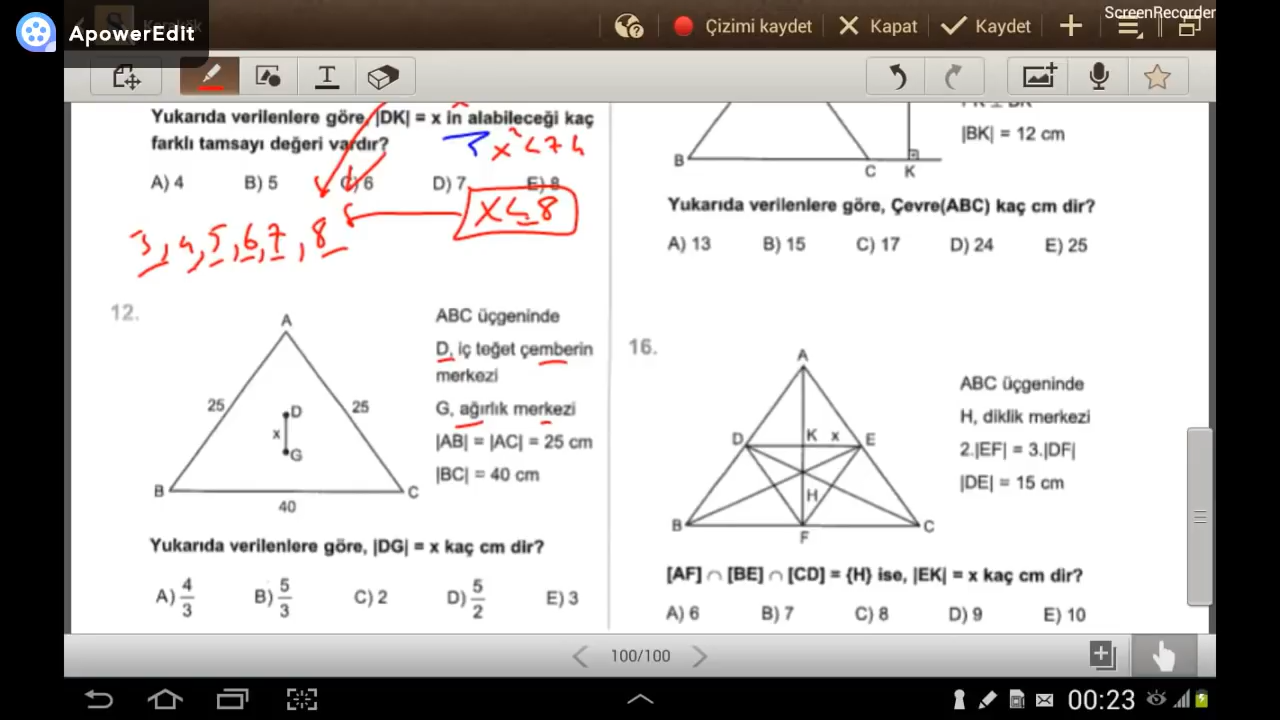 ScreenRecorder
ApowerEdit
Çizimi kaydet
Kapat
Kaydet
T
Yukarıda verilenlere göre, |DK| = x in alabileceği kaç
farklı tamsayı değeri vardır?
x² < 74
A) 4 B) 5 C) 6 D) 7 E) 8
x ≤ 8
3, 4, 5, 6, 7, 8
12.
A
25
25
D
x
G
B
C
40
ABC üçgeninde
D, iç teğet çemberin
merkezi
G, ağırlık merkezi
|AB| = |AC| = 25 cm
|BC| = 40 cm
Yukarıda verilenlere göre, |DG| = x kaç cm dir?
A) 4/3 B) 5/3 C) 2 D) 5/2 E) 3
B
C
K
|BK| = 12 cm
Yukarıda verilenlere göre, Çevre(ABC) kaç cm dir?
A) 13 B) 15 C) 17 D) 24 E) 25
16.
A
D
K
x
E
H
B
F
C
ABC üçgeninde
H, diklik merkezi
2.|EF| = 3.|DF|
|DE| = 15 cm
[AF] ∩ [BE] ∩ [CD] = {H} ise, |EK| = x kaç cm dir?
A) 6 B) 7 C) 8 D) 9 E) 10
100/100
00:23